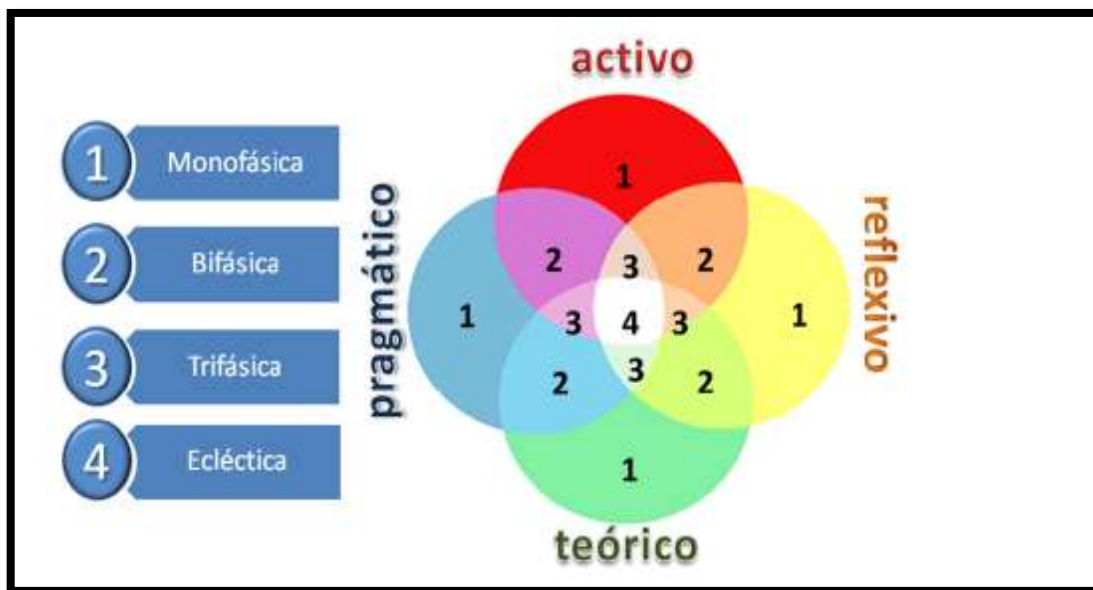 activo
1 Monofásica
2 Bifásica
3 Trifásica
4 Ecléctica
pragmático
reflexivo
1
2 3 2
1 3 4 3 1
2 3 2
1
teórico